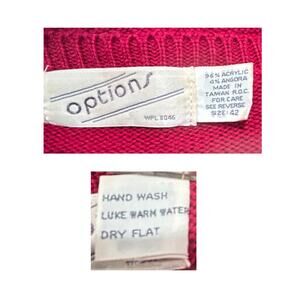 options
WPL 8046
96% ACRYLIC
4% ANGORA
MADE IN
TAIWAN R.O.C.
FOR CARE
SEE REVERSE
SIZE: 42
HAND WASH
LUKE WARM WATER
DRY FLAT